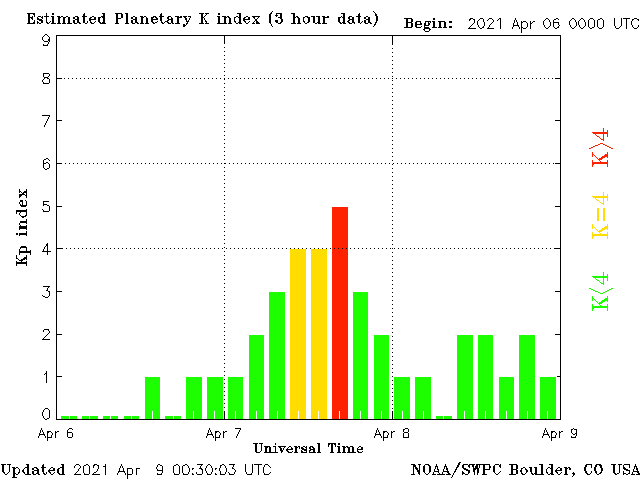 Estimated Planetary K index (3 hour data) Begin: 2021 Apr 06 0000 UTC
9
8
7
6
5
4
3
2
1
0
Kp index
K>4
K=4
K<4
Apr 6 Apr 7 Apr 8 Apr 9
Universal Time
Updated 2021 Apr 9 00:30:03 UTC NOAA/SWPC Boulder, CO USA